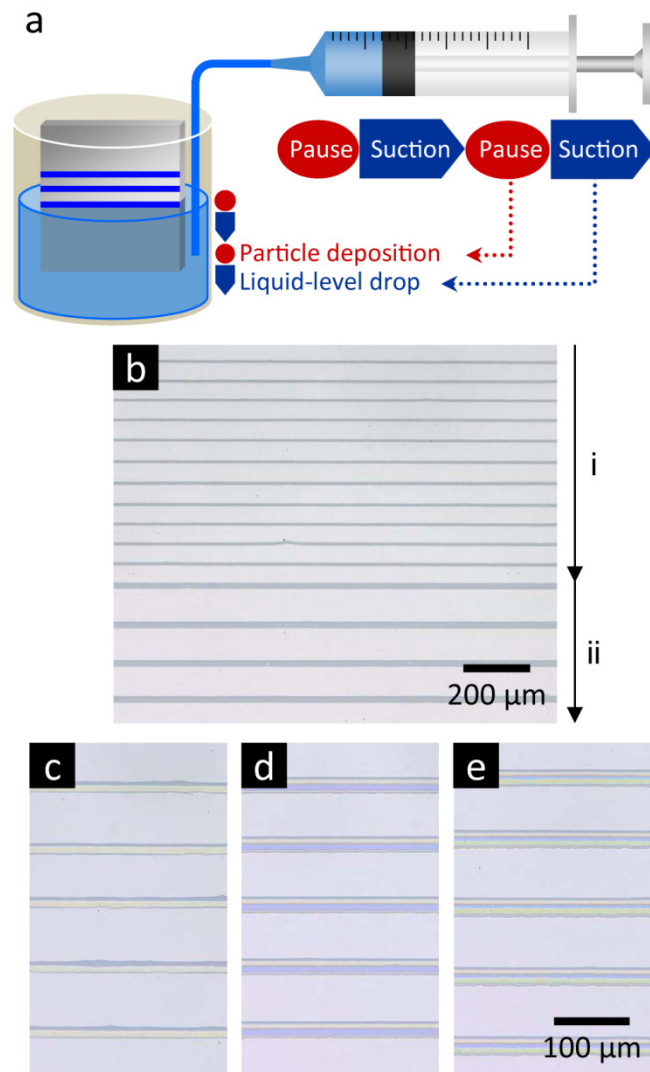 a
Pause Suction Pause Suction
Particle deposition
Liquid-level drop
b
i
ii
200 µm
c d e
100 µm